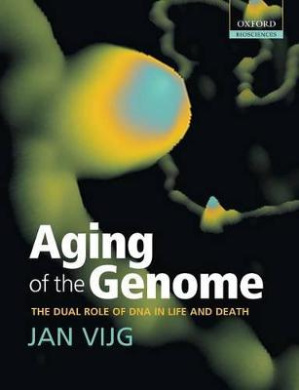 OXFORD
BIOSCIENCES
Aging
of the Genome
THE DUAL ROLE OF DNA IN LIFE AND DEATH
JAN VIJG